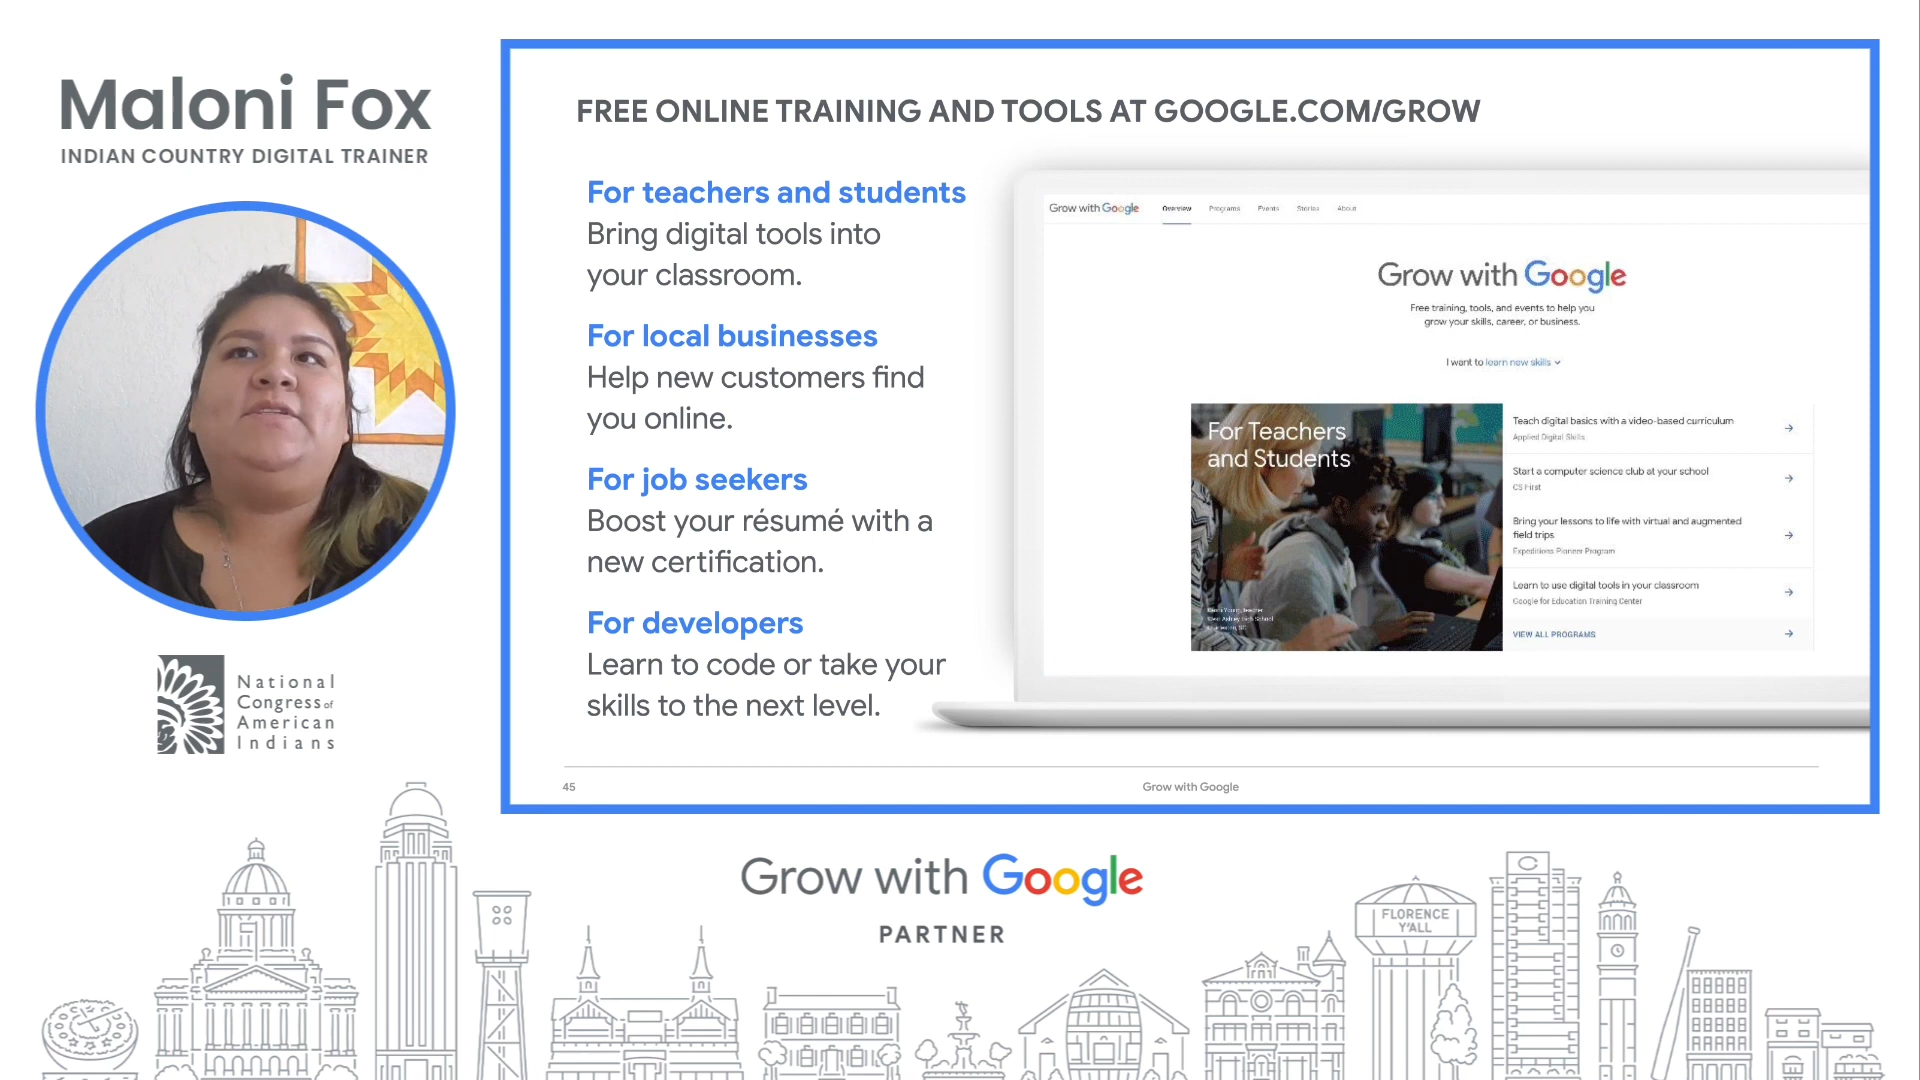 Maloni Fox
INDIAN COUNTRY DIGITAL TRAINER
National
Congress of
American
Indians
FREE ONLINE TRAINING AND TOOLS AT GOOGLE.COM/GROW
For teachers and students
Bring digital tools into
your classroom.
For local businesses
Help new customers find
you online.
For job seekers
Boost your résumé with a
new certification.
For developers
Learn to code or take your
skills to the next level.
Grow with Google Overview Programs Events Stories About
Grow with Google
Free training, tools, and events to help you
grow your skills, career, or business.
I want to learn new skills
For Teachers
and Students
Teach digital basics with a video-based curriculum
Applied Digital Skills
Start a computer science club at your school
CS First
Bring your lessons to life with virtual and augmented
field trips
Expeditions Pioneer Program
Learn to use digital tools in your classroom
Google for Education Training Center
VIEW ALL PROGRAMS
45 Grow with Google
Grow with Google
PARTNER
FLORENCE
Y'ALL
C